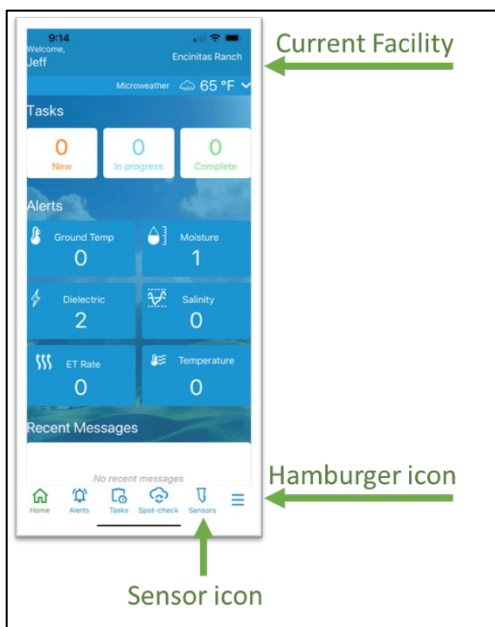 9:14
Welcome,
Jeff
Encinitas Ranch
Current Facility
Microweather 65 °F
Tasks
0 0 0
New In progress Complete
Alerts
Ground Temp Moisture
0 1
Dielectric Salinity
2 0
ET Rate Temperature
0 0
Recent Messages
No recent messages
Hamburger icon
Home Alerts Tasks Spot-check Sensors
Sensor icon